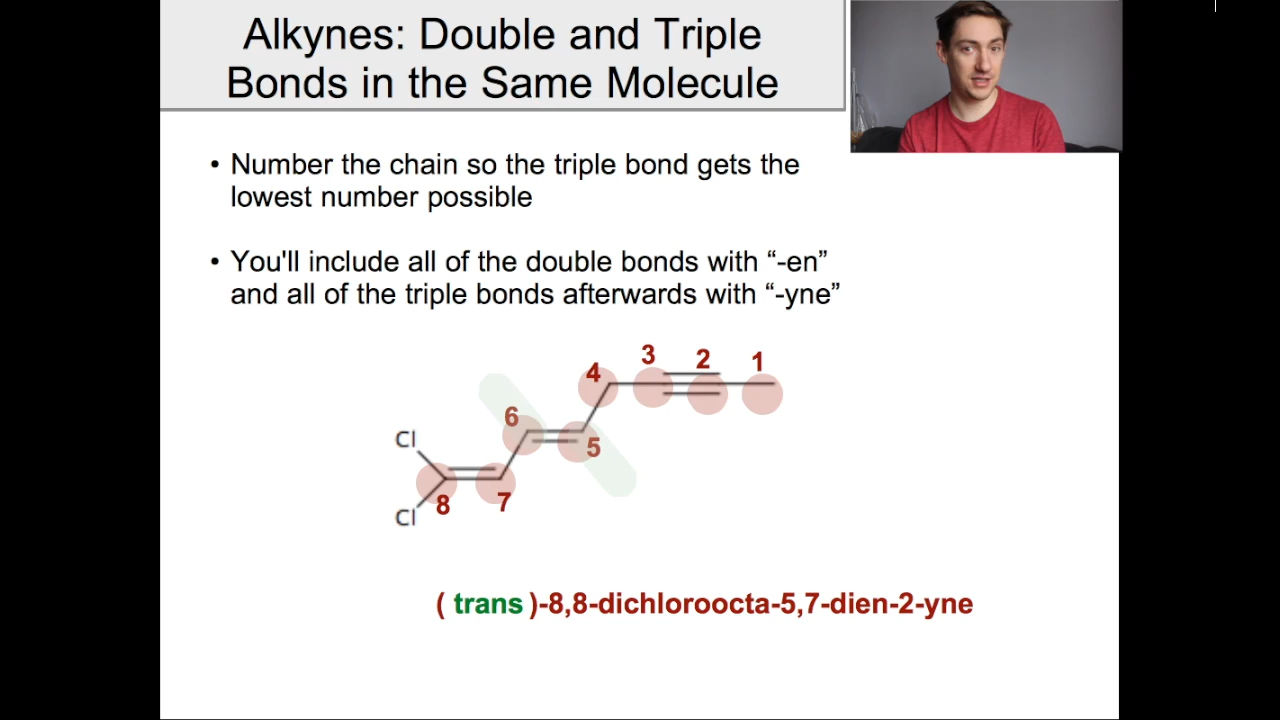 Alkynes: Double and Triple
Bonds in the Same Molecule
• Number the chain so the triple bond gets the
lowest number possible
• You'll include all of the double bonds with “-en”
and all of the triple bonds afterwards with “-yne”
4 3 2 1
6
5
Cl
8 7
Cl
( trans )-8,8-dichloroocta-5,7-dien-2-yne